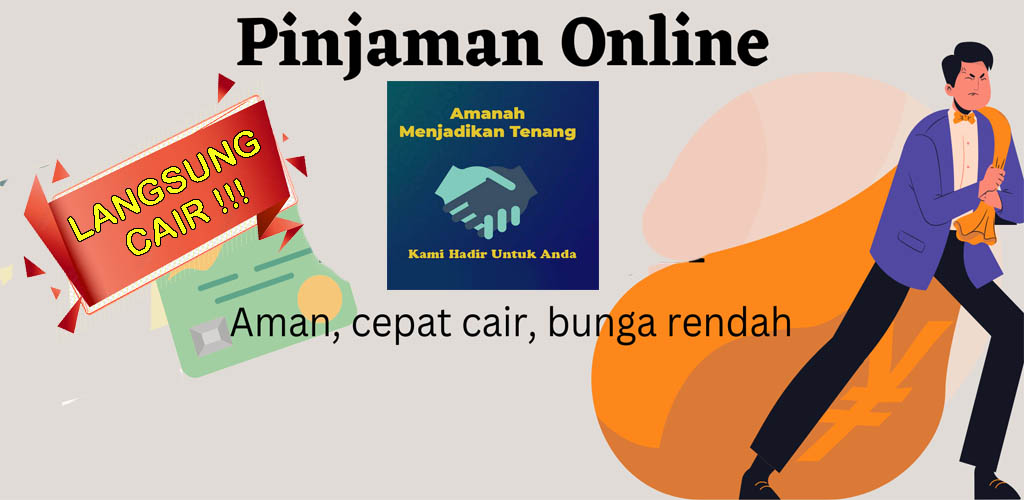 Pinjaman Online
LANGSUNG
CAIR !!!
Amanah
Menjadikan Tenang
Kami Hadir Untuk Anda
Aman, cepat cair, bunga rendah
¥